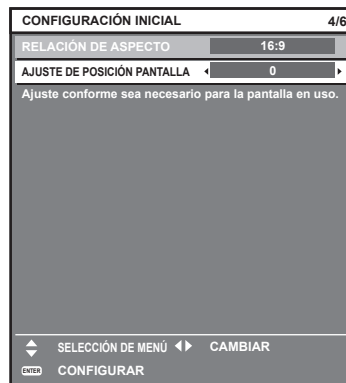 CONFIGURACIÓN INICIAL 4/6
RELACIÓN DE ASPECTO 16:9
AJUSTE DE POSICIÓN PANTALLA 0
Ajuste conforme sea necesario para la pantalla en uso.
SELECCIÓN DE MENÚ CAMBIAR
ENTER CONFIGURAR